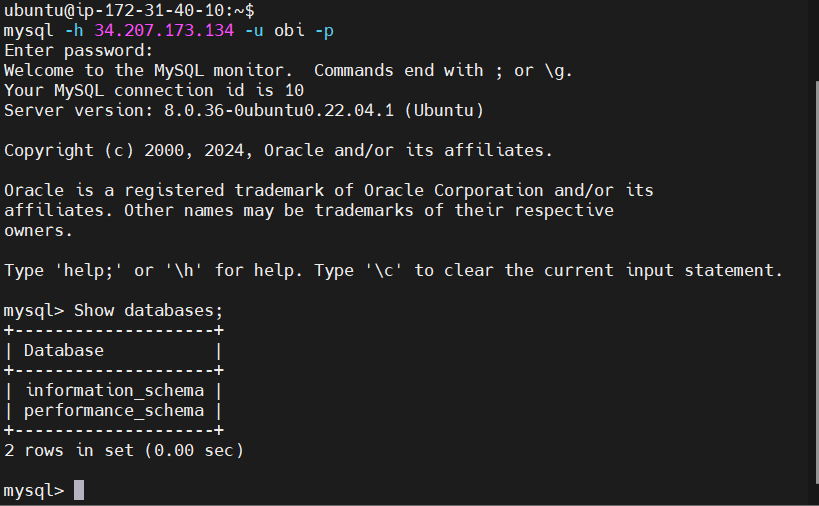 ubuntu@ip-172-31-40-10:~$
mysql -h 34.207.173.134 -u obi -p
Enter password:
Welcome to the MySQL monitor.  Commands end with ; or \g.
Your MySQL connection id is 10
Server version: 8.0.36-0ubuntu0.22.04.1 (Ubuntu)

Copyright (c) 2000, 2024, Oracle and/or its affiliates.

Oracle is a registered trademark of Oracle Corporation and/or its
affiliates. Other names may be trademarks of their respective
owners.

Type 'help;' or '\h' for help. Type '\c' to clear the current input statement.

mysql> Show databases;
+--------------------+
| Database           |
+--------------------+
| information_schema |
| performance_schema |
+--------------------+
2 rows in set (0.00 sec)

mysql>